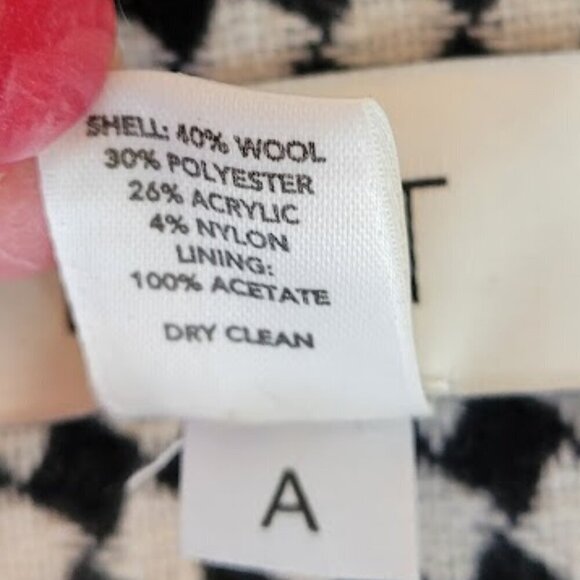 SHELL: 40% WOOL
30% POLYESTER
26% ACRYLIC
4% NYLON
LINING:
100% ACETATE
DRY CLEAN
T
A